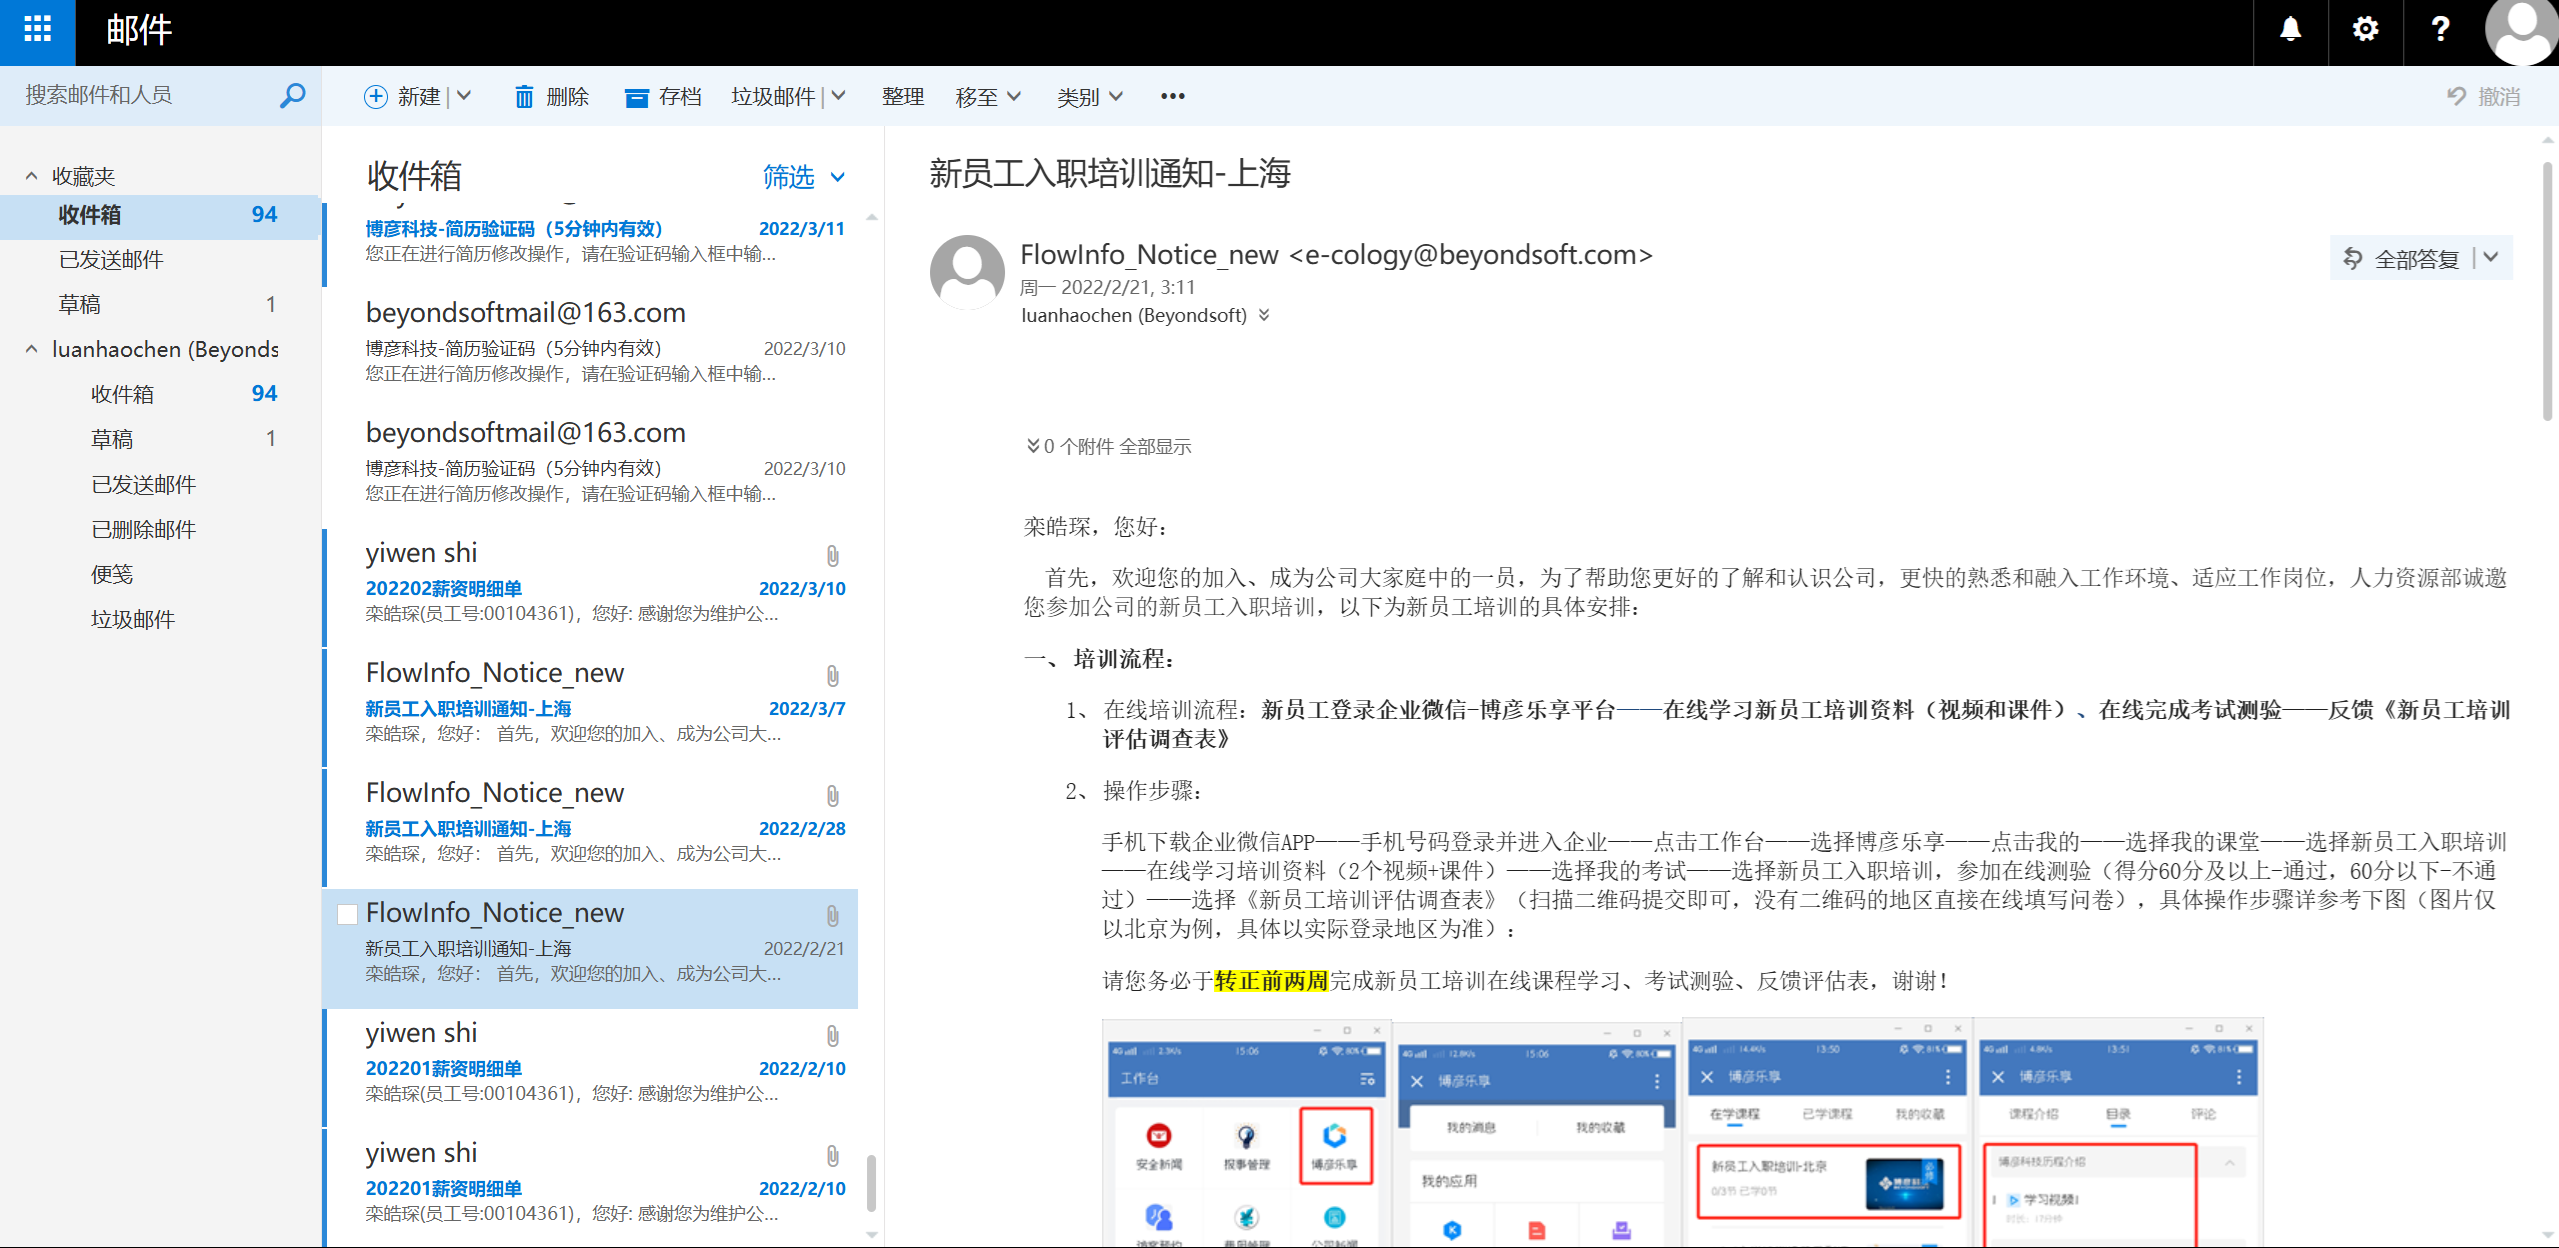 邮件
搜索邮件和人员
新建
删除
存档
垃圾邮件
整理
移至
类别
撤消
收藏夹
收件箱 94
已发送邮件
草稿 1
luanhaochen (Beyonds
收件箱 94
草稿 1
已发送邮件
已删除邮件
便笺
垃圾邮件
收件箱
筛选
博彦科技-简历验证码（5分钟内有效） 2022/3/11
您正在进行简历修改操作，请在验证码输入框中输...
beyondsoftmail@163.com
博彦科技-简历验证码（5分钟内有效） 2022/3/10
您正在进行简历修改操作，请在验证码输入框中输...
beyondsoftmail@163.com
博彦科技-简历验证码（5分钟内有效） 2022/3/10
您正在进行简历修改操作，请在验证码输入框中输...
yiwen shi
202202薪资明细单 2022/3/10
栾皓琛(员工号:00104361)，您好: 感谢您为维护公...
FlowInfo_Notice_new
新员工入职培训通知-上海 2022/3/7
栾皓琛，您好： 首先，欢迎您的加入、成为公司大...
FlowInfo_Notice_new
新员工入职培训通知-上海 2022/2/28
栾皓琛，您好： 首先，欢迎您的加入、成为公司大...
FlowInfo_Notice_new
新员工入职培训通知-上海 2022/2/21
栾皓琛，您好： 首先，欢迎您的加入、成为公司大...
yiwen shi
202201薪资明细单 2022/2/10
栾皓琛(员工号:00104361)，您好: 感谢您为维护公...
yiwen shi
202201薪资明细单 2022/2/10
栾皓琛(员工号:00104361)，您好: 感谢您为维护公...
新员工入职培训通知-上海
FlowInfo_Notice_new <e-cology@beyondsoft.com>
周一 2022/2/21, 3:11
luanhaochen (Beyondsoft)
全部答复
0 个附件 全部显示
栾皓琛，您好：
首先，欢迎您的加入、成为公司大家庭中的一员，为了帮助您更好的了解和认识公司，更快的熟悉和融入工作环境、适应工作岗位，人力资源部诚邀
您参加公司的新员工入职培训，以下为新员工培训的具体安排：
一、 培训流程：
1、 在线培训流程：新员工登录企业微信-博彦乐享平台——在线学习新员工培训资料（视频和课件）、在线完成考试测验——反馈《新员工培训
评估调查表》
2、 操作步骤：
手机下载企业微信APP——手机号码登录并进入企业——点击工作台——选择博彦乐享——点击我的——选择我的课堂——选择新员工入职培训
——在线学习培训资料（2个视频+课件）——选择我的考试——选择新员工入职培训，参加在线测验（得分60分及以上-通过，60分以下-不通
过）——选择《新员工培训评估调查表》（扫描二维码提交即可，没有二维码的地区直接在线填写问卷），具体操作步骤详参考下图（图片仅
以北京为例，具体以实际登录地区为准）：
请您务必于转正前两周完成新员工培训在线课程学习、考试测验、反馈评估表，谢谢！
4G 2.3K/s 15:06 80%
工作台
安全新闻 报事管理 博彦乐享
4G 12.8K/s 15:06 80%
博彦乐享
我的消息 我的收藏
我的应用
4G 14.4K/s 13:50 81%
博彦乐享
在学课程 已学课程 我的收藏
新员工入职培训-北京
0/3节 已学0节
必修
4G 4.8K/s 13:51 81%
博彦乐享
课程介绍 目录 评论
博彦科技历程介绍
学习视频1
时长：17分钟